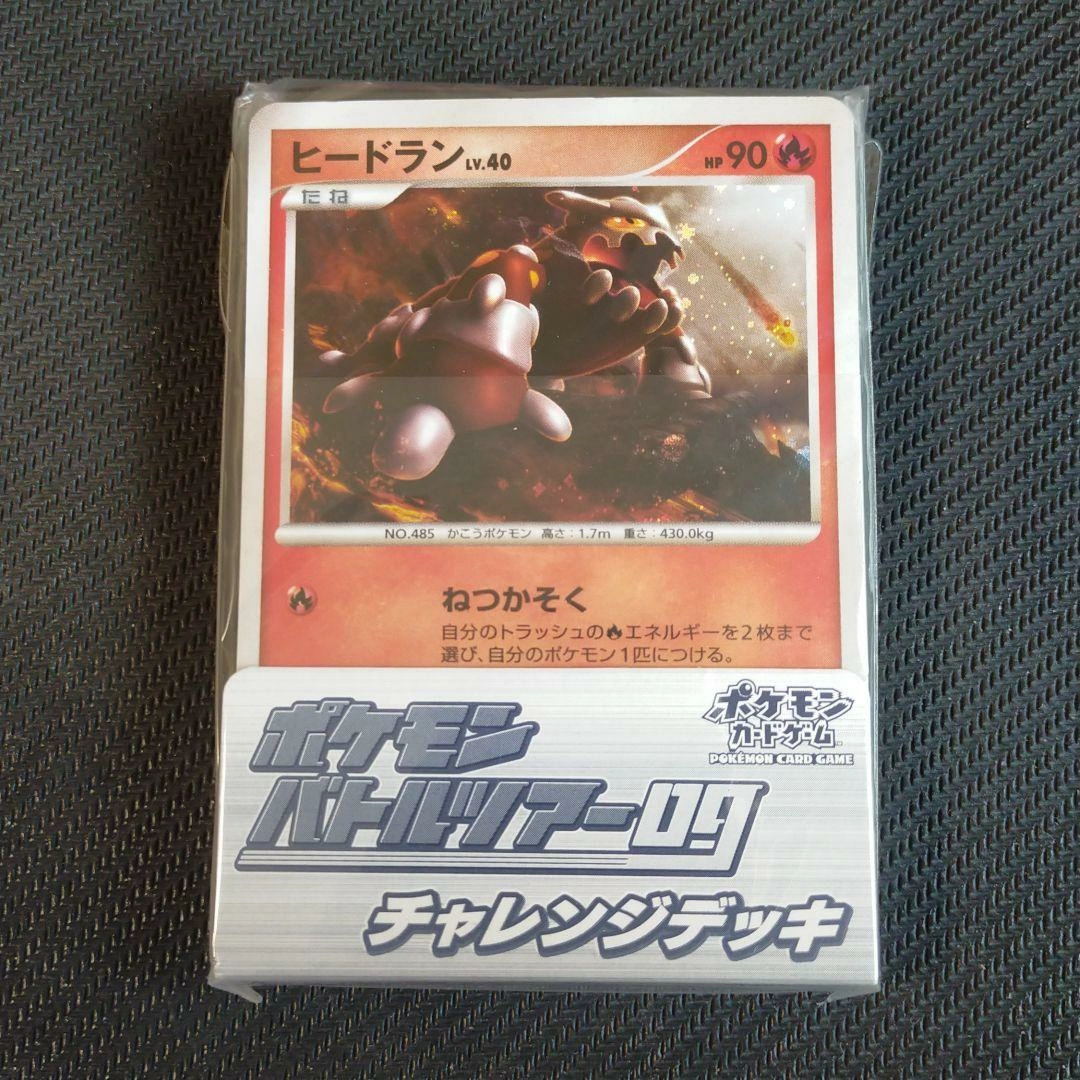 ヒードラン LV.40 HP 90
たね
NO.485 かこうポケモン 高さ:1.7m 重さ:430.0kg
ねつかそく
自分のトラッシュのエネルギーを2枚まで
選び、自分のポケモン1匹につける。
ポケモン
カードゲーム
POKÉMON CARD GAME
ポケモン
バトルツアー09
チャレンジデッキ